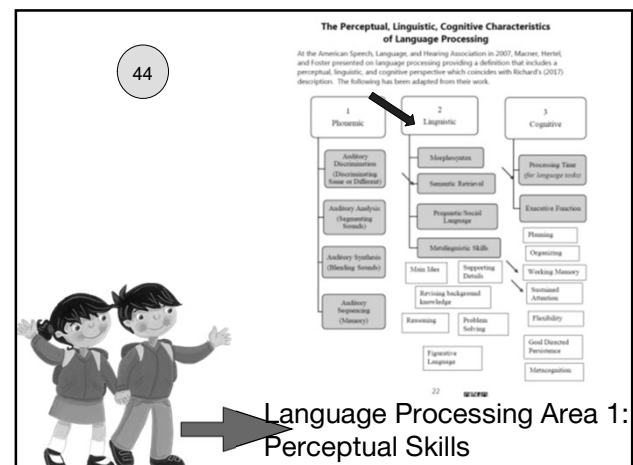 44
The Perceptual, Linguistic, Cognitive Characteristics
of Language Processing
At the American Speech, Language, and Hearing Association in 2007, Macner, Hertel,
and Foster presented on language processing providing a definition that includes a
perceptual, linguistic, and cognitive perspective which coincides with Richard's (2017)
description. The following has been adapted from their work.
1
Phonemic
Auditory
Discrimination
(Discriminating
Same or Different)
Auditory Analysis
(Segmenting
Sounds)
Auditory Synthesis
(Blending Sounds)
Auditory
Sequencing
(Memory)
2
Linguistic
Morphosyntax
Semantic Retrieval
Pragmatic/Social
Language
Metalinguistic Skills
Main Idea
Supporting
Details
Revising background
knowledge
Reasoning
Problem
Solving
Figurative
Language
3
Cognitive
Processing Time
(for language tasks)
Executive Function
Planning
Organizing
Working Memory
Sustained
Attention
Flexibility
Goal Directed
Persistence
Metacognition
22
Language Processing Area 1:
Perceptual Skills